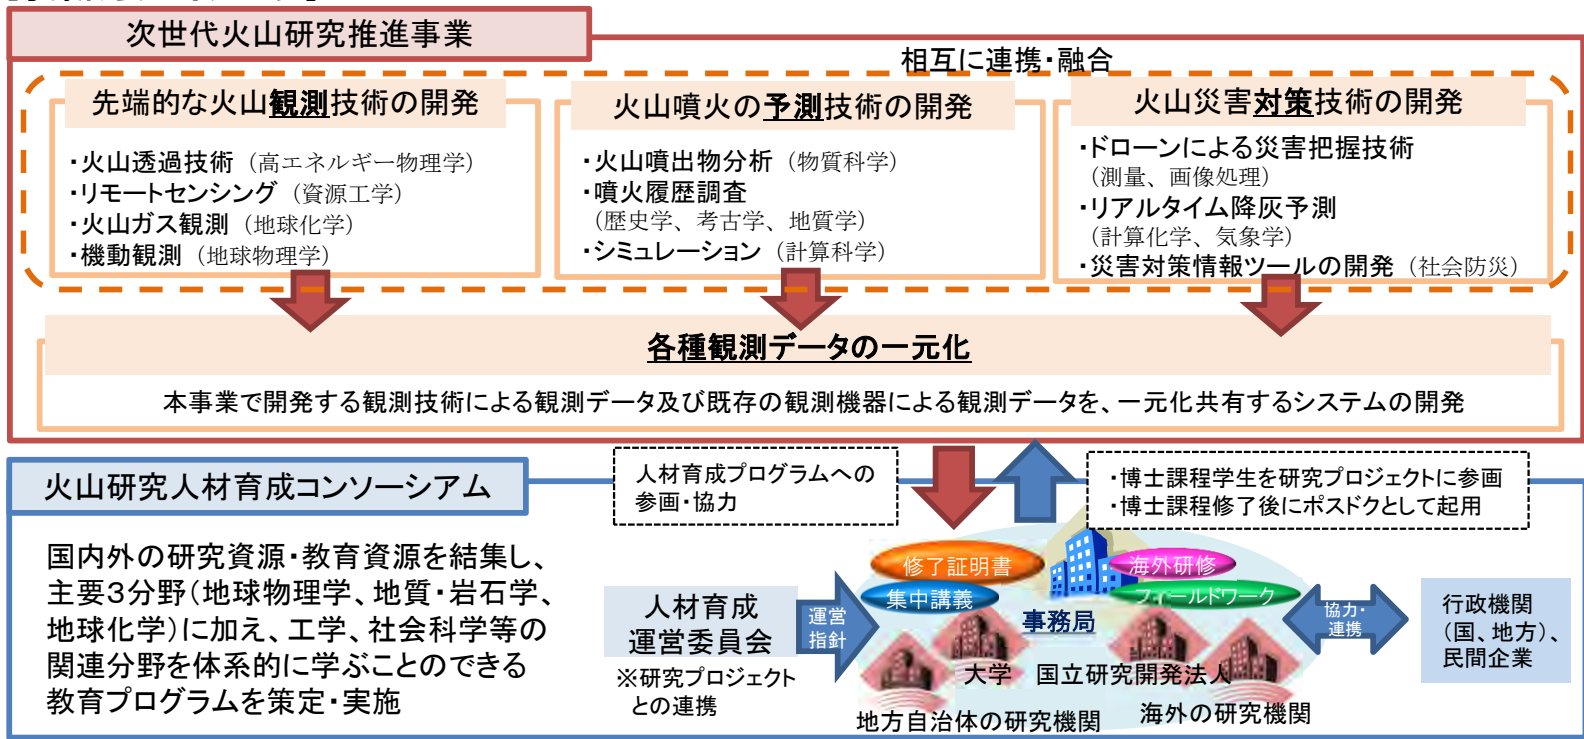 次世代火山研究推進事業
相互に連携・融合
先端的な火山観測技術の開発
・火山透過技術（高エネルギー物理学）
・リモートセンシング（資源工学）
・火山ガス観測（地球化学）
・機動観測（地球物理学）
火山噴火の予測技術の開発
・火山噴出物分析（物質科学）
・噴火履歴調査
（歴史学、考古学、地質学）
・シミュレーション（計算科学）
火山災害対策技術の開発
・ドローンによる災害把握技術
（測量、画像処理）
・リアルタイム降灰予測
（計算化学、気象学）
・災害対策情報ツールの開発（社会防災）
各種観測データの一元化
本事業で開発する観測技術による観測データ及び既存の観測機器による観測データを、一元化共有するシステムの開発
火山研究人材育成コンソーシアム
人材育成プログラムへの
参画・協力
・博士課程学生を研究プロジェクトに参画
・博士課程修了後にポスドクとして起用
国内外の研究資源・教育資源を結集し、
主要３分野（地球物理学、地質・岩石学、
地球化学）に加え、工学、社会科学等の
関連分野を体系的に学ぶことのできる
教育プログラムを策定・実施
人材育成
運営委員会
※研究プロジェクト
との連携
運営
指針
修了証明書
集中講義
海外研修
フィールドワーク
事務局
大学
国立研究開発法人
地方自治体の研究機関
海外の研究機関
協力・
連携
行政機関
（国、地方）、
民間企業